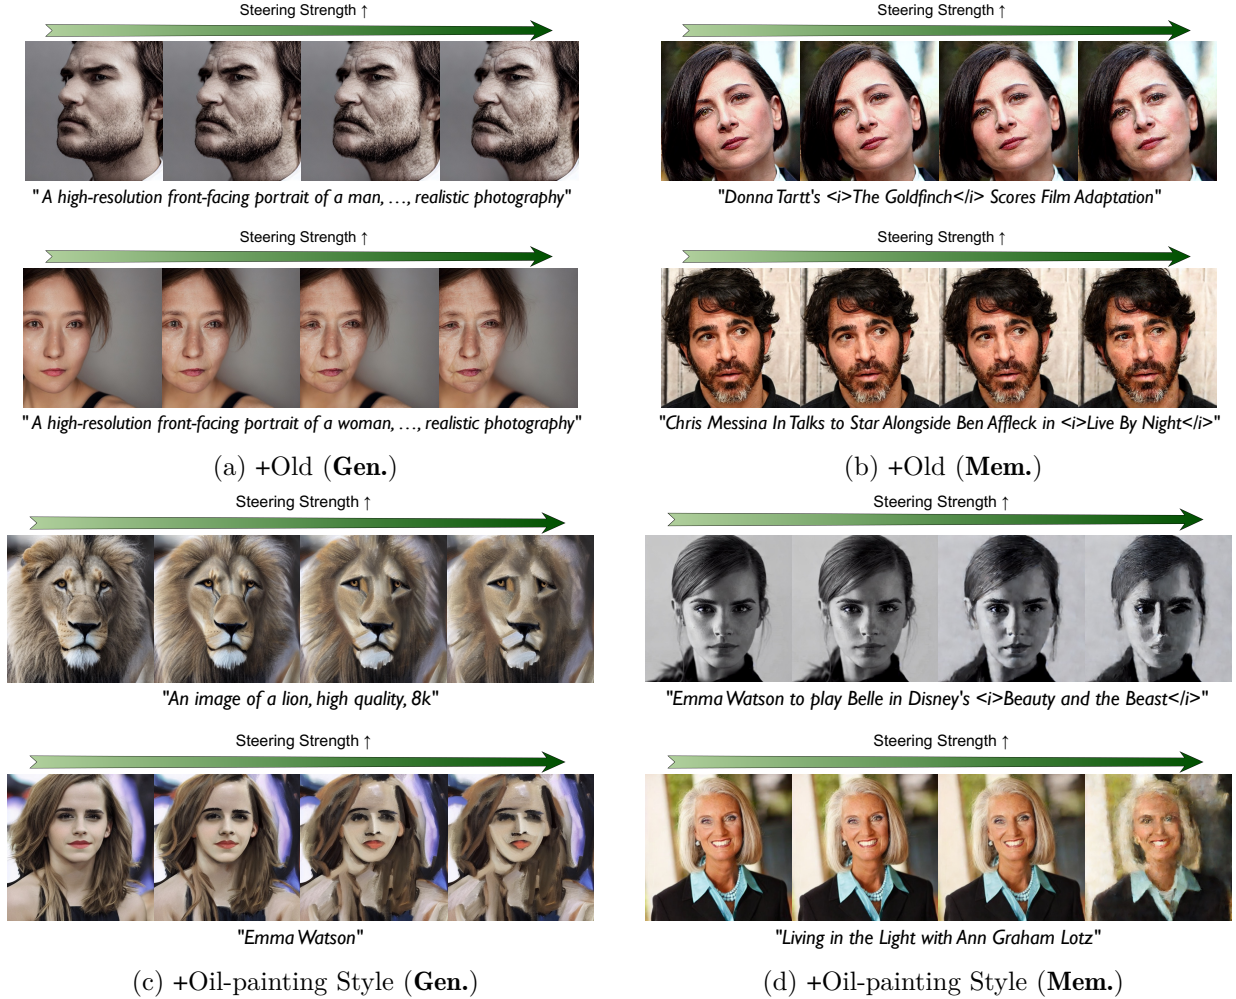 Steering Strength ↑
"A high-resolution front-facing portrait of a man, ..., realistic photography"
Steering Strength ↑
"A high-resolution front-facing portrait of a woman, ..., realistic photography"
(a) +Old (Gen.)
Steering Strength ↑
"Donna Tartt's <i>The Goldfinch</i> Scores Film Adaptation"
Steering Strength ↑
"Chris Messina In Talks to Star Alongside Ben Affleck in <i>Live By Night</i>"
(b) +Old (Mem.)
Steering Strength ↑
"An image of a lion, high quality, 8k"
Steering Strength ↑
"Emma Watson"
(c) +Oil-painting Style (Gen.)
Steering Strength ↑
"Emma Watson to play Belle in Disney's <i>Beauty and the Beast</i>"
Steering Strength ↑
"Living in the Light with Ann Graham Lotz"
(d) +Oil-painting Style (Mem.)